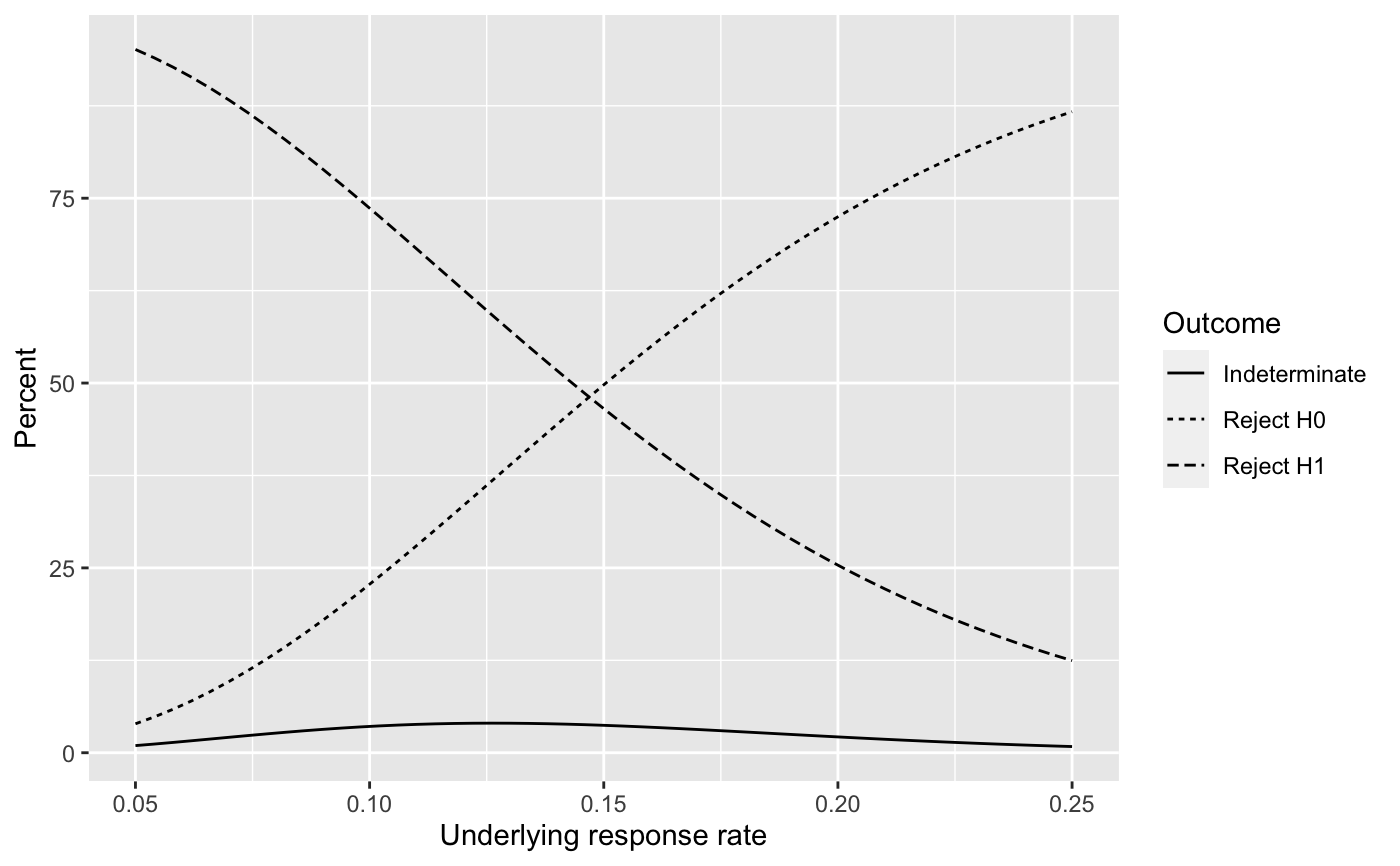 Percent
75
50
25
0
0.05
0.10
0.15
0.20
0.25
Underlying response rate
Outcome
Indeterminate
Reject H0
Reject H1